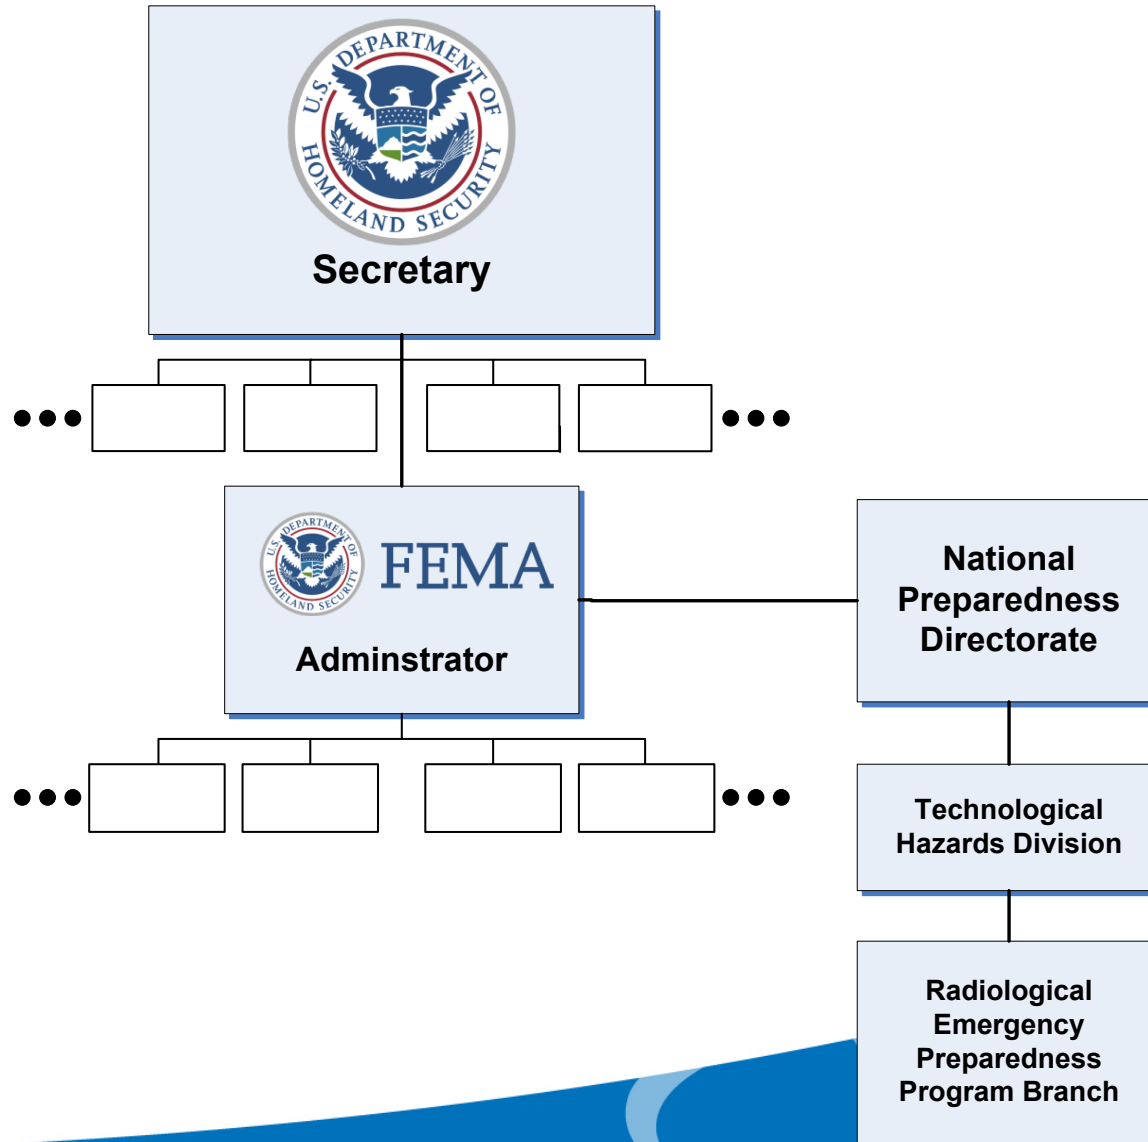 U.S. DEPARTMENT OF
HOMELAND SECURITY
Secretary
U.S. DEPARTMENT OF
HOMELAND SECURITY
FEMA
Adminstrator
National
Preparedness
Directorate
Technological
Hazards Division
Radiological
Emergency
Preparedness
Program Branch